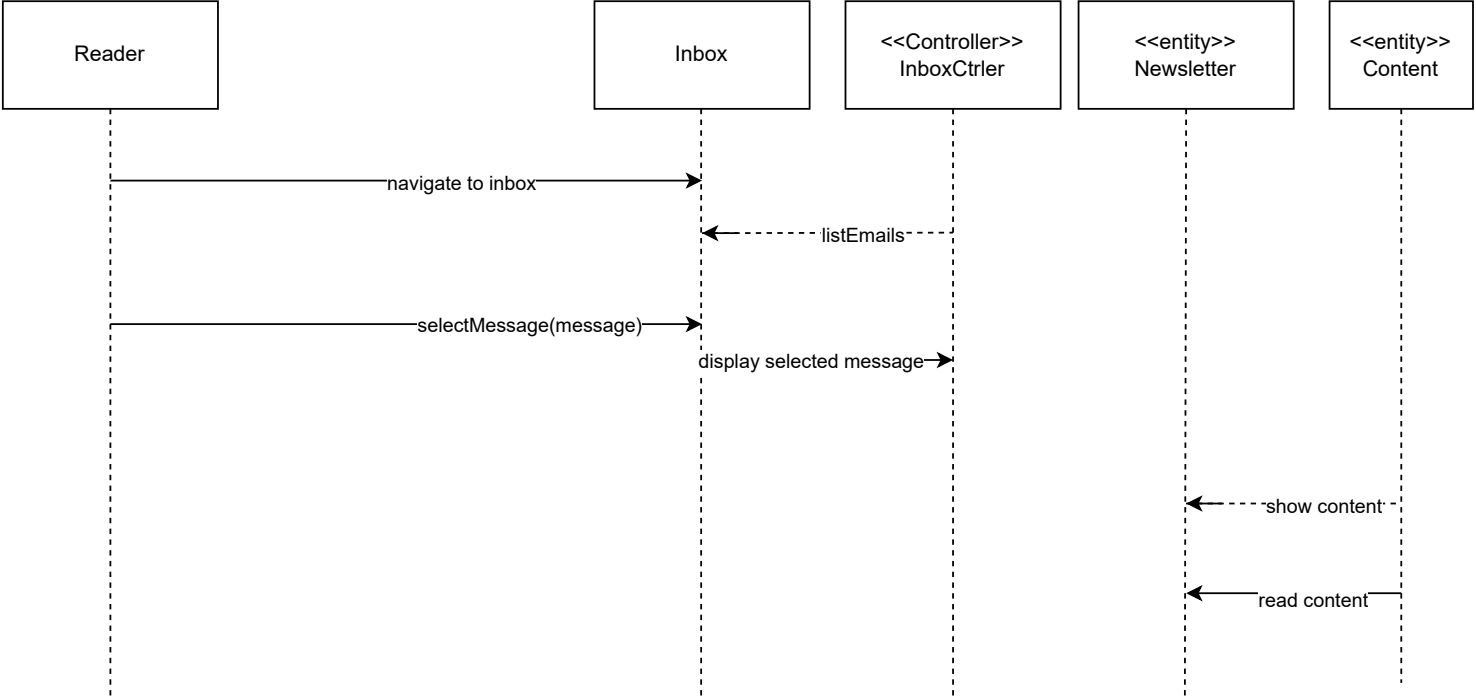 Reader
Inbox
<<Controller>>
InboxCtrler
<<entity>>
Newsletter
<<entity>>
Content
navigate to inbox
listEmails
selectMessage(message)
display selected message
show content
read content